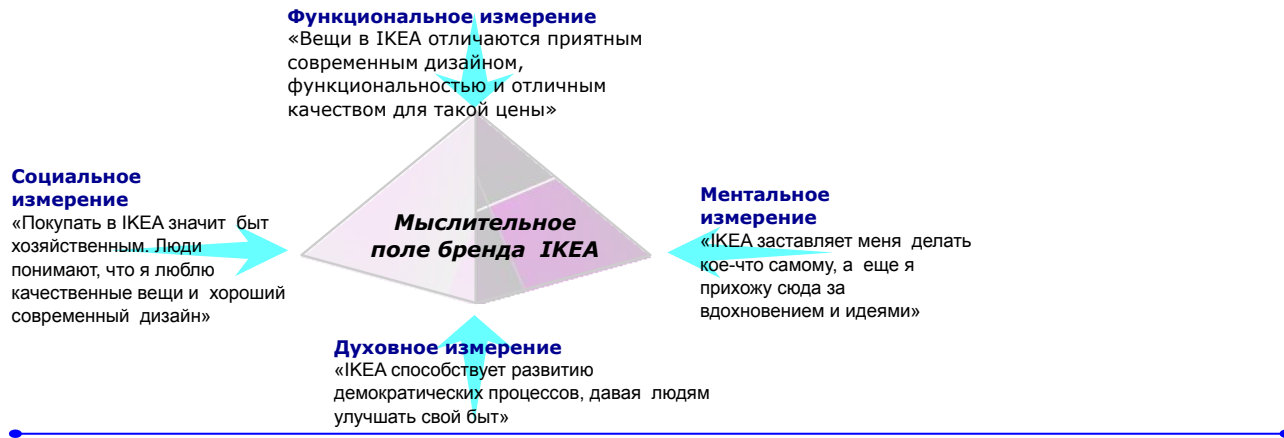 Функциональное измерение
«Вещи в IKEA отличаются приятным
современным дизайном,
функциональностью и отличным
качеством для такой цены»
Социальное
измерение
«Покупать в IKEA значит быт
хозяйственным. Люди
понимают, что я люблю
качественные вещи и хороший
современный дизайн»
Мыслительное
поле бренда IKEA
Ментальное
измерение
«IKEA заставляет меня делать
кое-что самому, а еще я
прихожу сюда за
вдохновением и идеями»
Духовное измерение
«IKEA способствует развитию
демократических процессов, давая людям
улучшать свой быт»